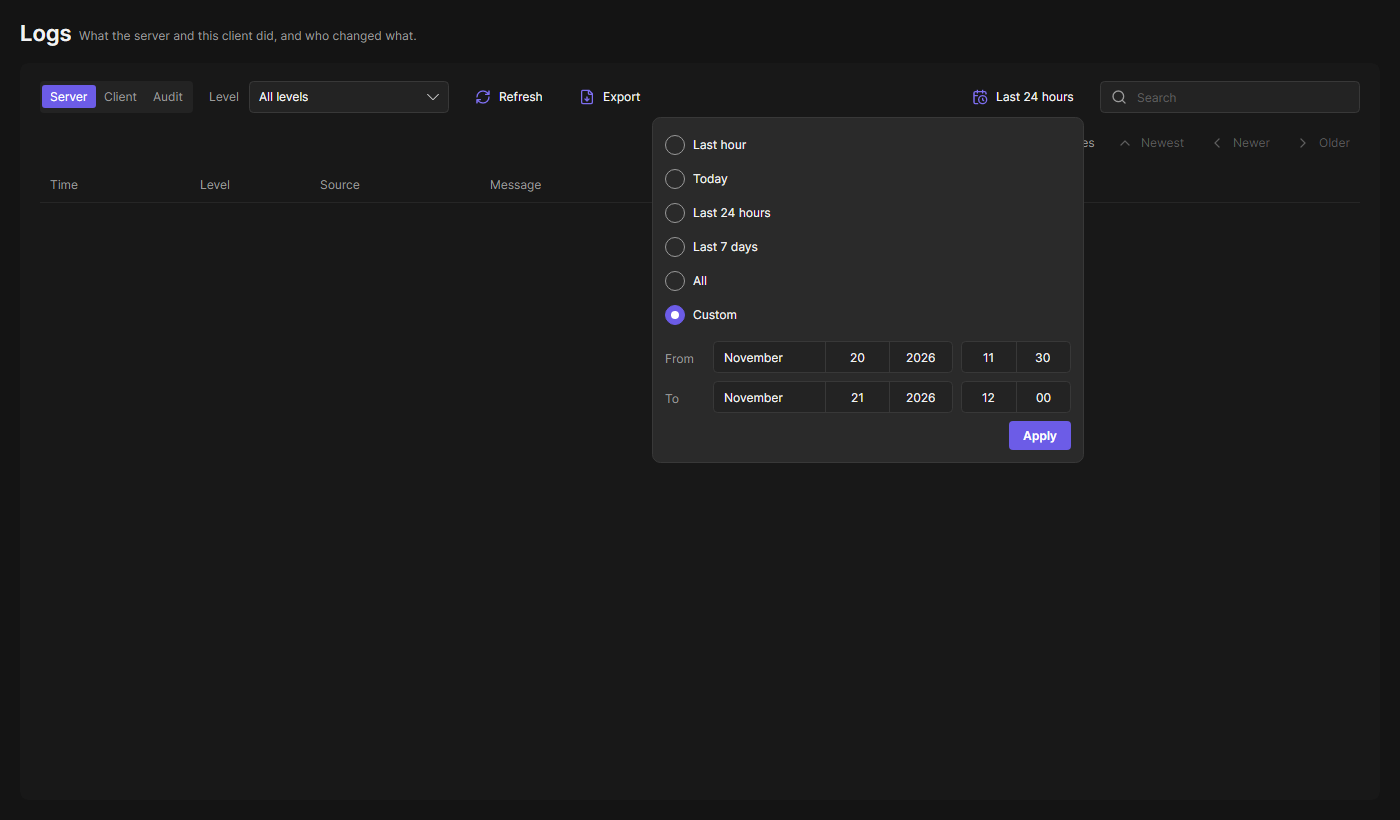 Logs What the server and this client did, and who changed what.
Server Client Audit Level All levels Refresh Export Last 24 hours Search
Newest Newer Older
Time Level Source Message
Last hour
Today
Last 24 hours
Last 7 days
All
Custom
From November 20 2026 11 30
To November 21 2026 12 00
Apply